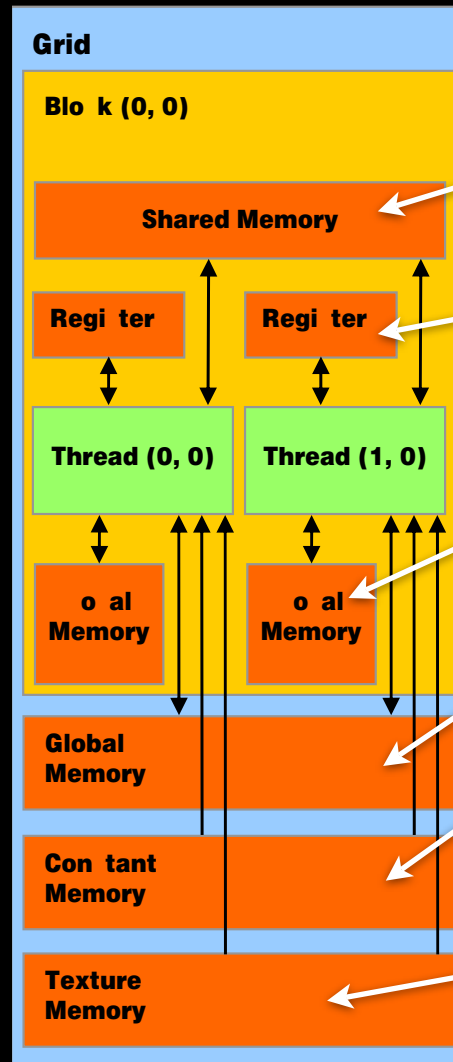 Grid
Blo k (0, 0)
Shared Memory
Regi ter
Regi ter
Thread (0, 0)
Thread (1, 0)
o al
Memory
o al
Memory
Global
Memory
Con tant
Memory
Texture
Memory